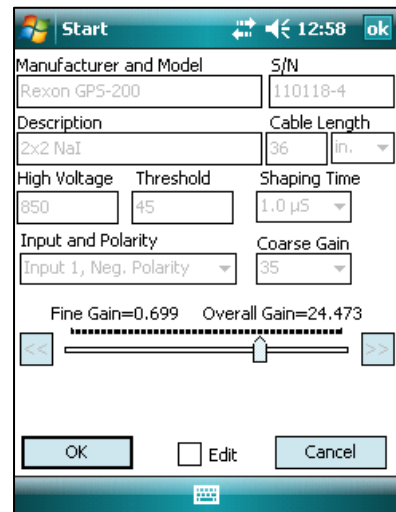 Start 12:58 ok
Manufacturer and Model S/N
Rexon GPS-200 110118-4
Description Cable Length
2x2 NaI 36 in.
High Voltage Threshold Shaping Time
850 45 1.0 µS
Input and Polarity Coarse Gain
Input 1, Neg. Polarity 35
Fine Gain=0.699 Overall Gain=24.473
<< >>
OK Edit Cancel